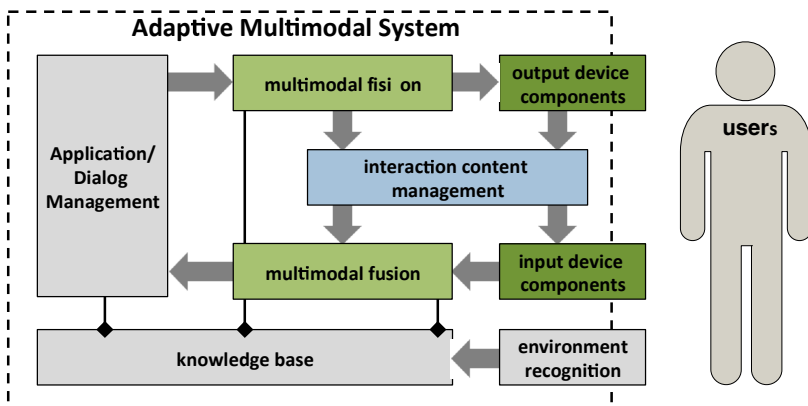 Adaptive Multimodal System
multimodal fisi on
output device
components
users
Application/
Dialog
Management
interaction content
management
multimodal fusion
input device
components
knowledge base
environment
recognition